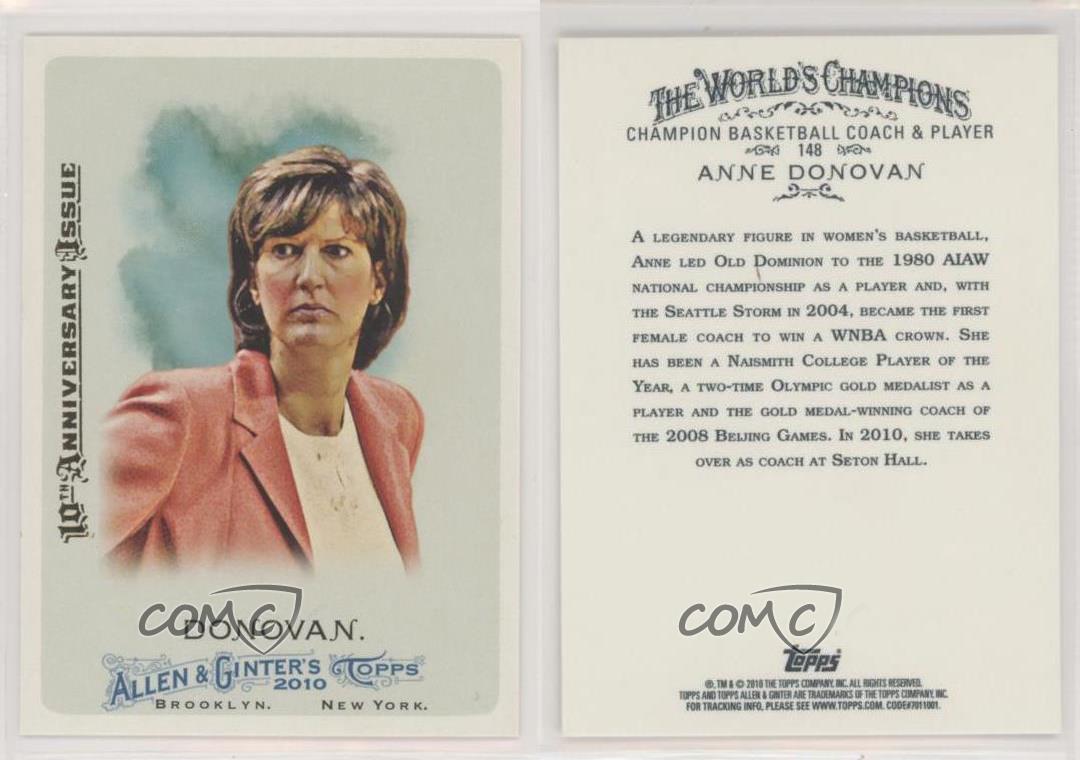 10TH ANNIVERSARY ISSUE
DONOVAN.
ALLEN & GINTER'S TOPPS
2010
BROOKLYN. NEW YORK.
COMC
THE WORLD'S CHAMPIONS
CHAMPION BASKETBALL COACH & PLAYER
148
ANNE DONOVAN
A LEGENDARY FIGURE IN WOMEN'S BASKETBALL,
ANNE LED OLD DOMINION TO THE 1980 AIAW
NATIONAL CHAMPIONSHIP AS A PLAYER AND, WITH
THE SEATTLE STORM IN 2004, BECAME THE FIRST
FEMALE COACH TO WIN A WNBA CROWN. SHE
HAS BEEN A NAISMITH COLLEGE PLAYER OF THE
YEAR, A TWO-TIME OLYMPIC GOLD MEDALIST AS A
PLAYER AND THE GOLD MEDAL-WINNING COACH OF
THE 2008 BEIJING GAMES. IN 2010, SHE TAKES
OVER AS COACH AT SETON HALL.
COMC
TOPPS
®, TM & © 2010 THE TOPPS COMPANY, INC. ALL RIGHTS RESERVED.
TOPPS AND TOPPS ALLEN & GINTER ARE TRADEMARKS OF THE TOPPS COMPANY, INC.
FOR TRACKING INFO, PLEASE SEE WWW.TOPPS.COM. CODE#7011001.